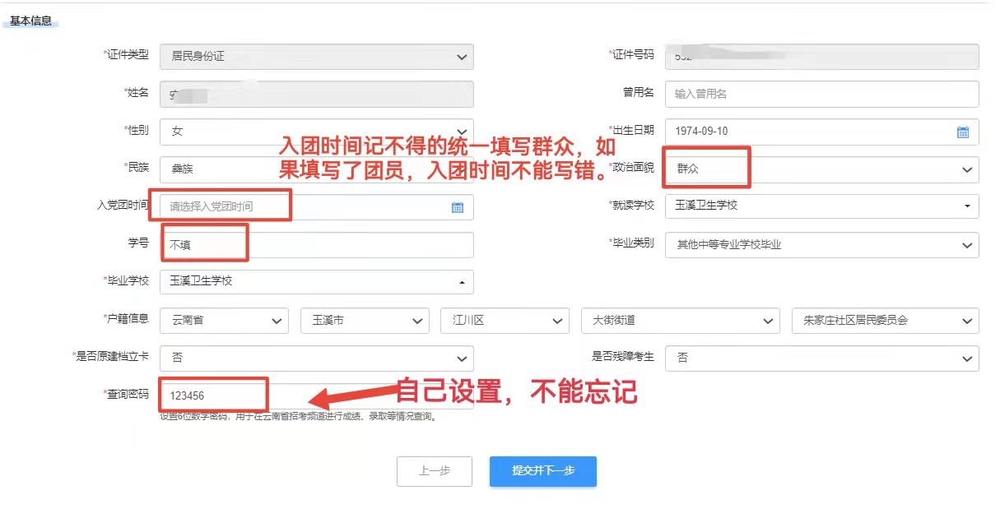 基本信息
*证件类型 居民身份证 *证件号码
*姓名 曾用名 输入曾用名
*性别 女 *出生日期 1974-09-10
入团时间记不得的统一填写群众，如
果填写了团员，入团时间不能写错。
*民族 彝族 *政治面貌 群众
入党团时间 请选择入党团时间 *就读学校 玉溪卫生学校
学号 不填 *毕业类别 其他中等专业学校毕业
*毕业学校 玉溪卫生学校
*户籍信息 云南省 玉溪市 江川区 大街街道 朱家庄社区居民委员会
*是否原建档立卡 否 是否残障考生 否
*查询密码 123456 自己设置，不能忘记
设置6位数字密码，用于在云南省招考频道进行成绩、录取等情况查询。
上一步 提交并下一步